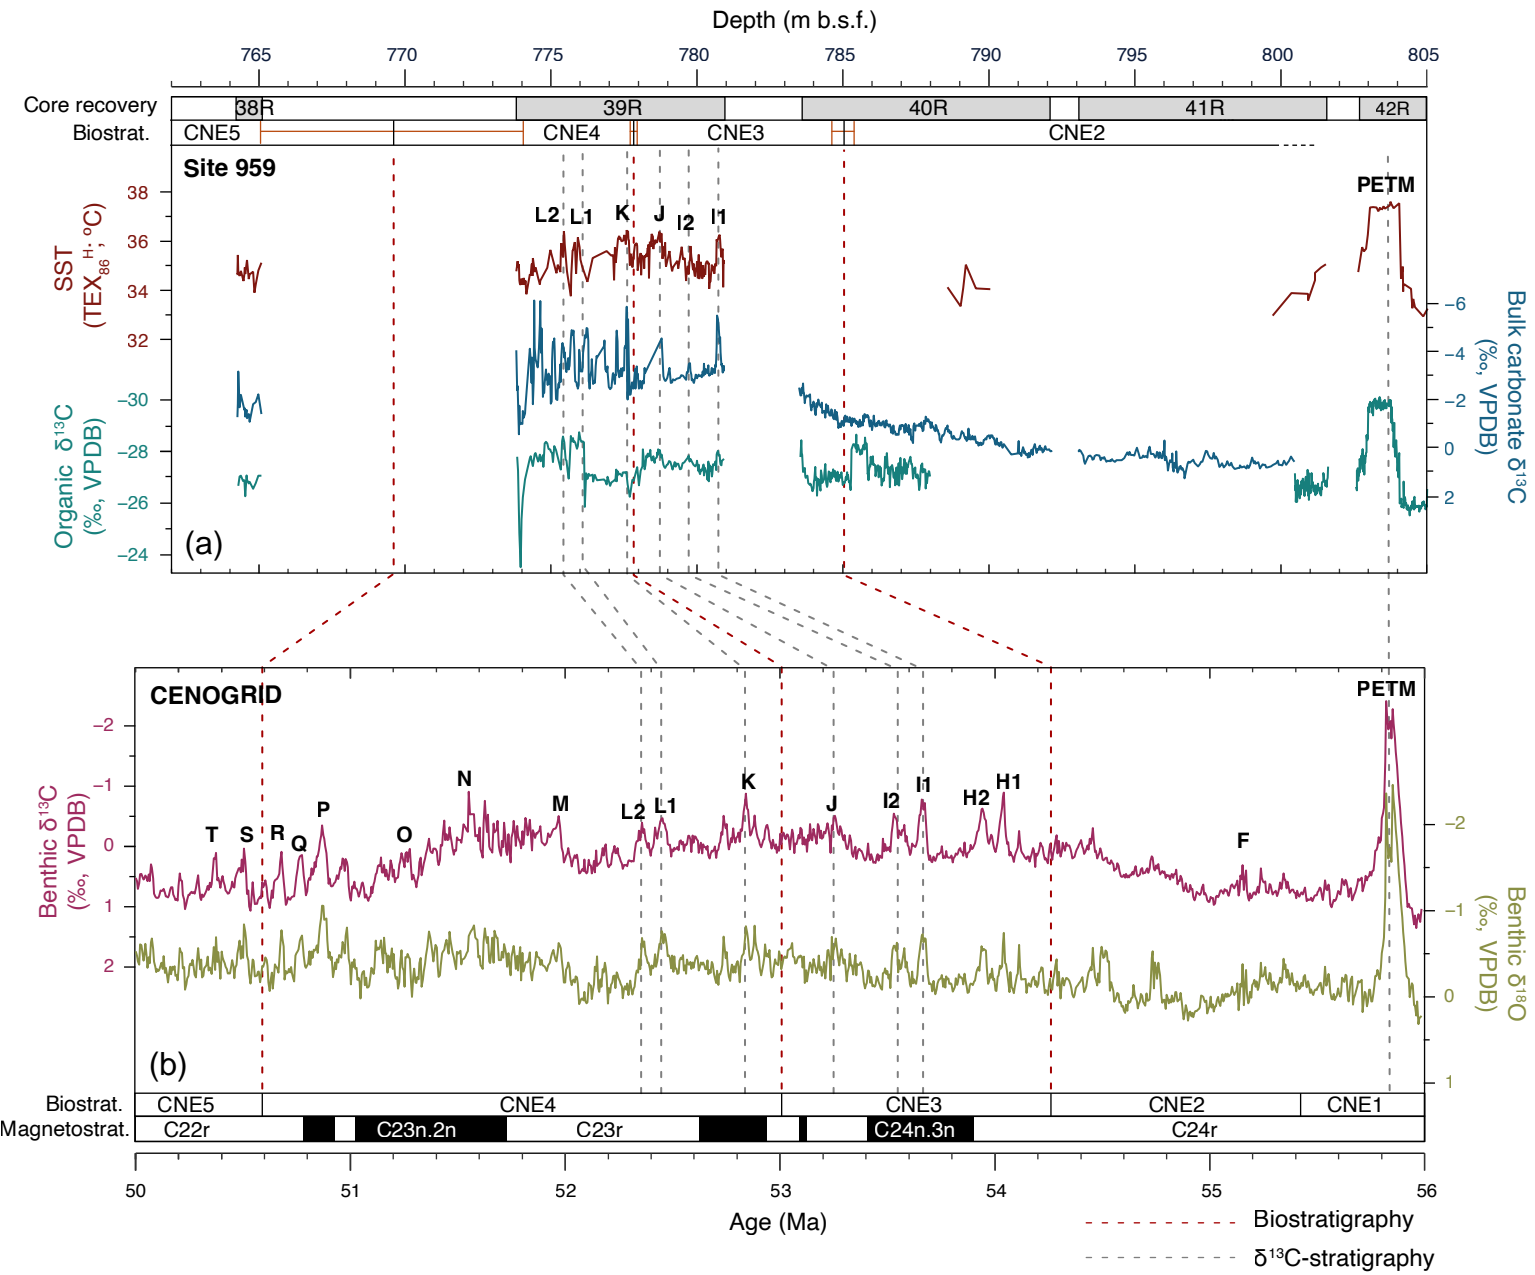 Depth (m b.s.f.)
765 770 775 780 785 790 795 800 805
Core recovery 38R 39R 40R 41R 42R
Biostrat. CNE5 CNE4 CNE3 CNE2
Site 959
PETM
L2 L1 K J I2 I1
38
36
34
32
SST
(TEX₈₆ᴴ, ºC)
−30
−28
−26
−24
Organic δ¹³C
(‰, VPDB)
−6
−4
−2
0
2
Bulk carbonate δ¹³C
(‰, VPDB)
(a)
CENOGRID
PETM
−2
−1
0
1
2
Benthic δ¹³C
(‰, VPDB)
T S R Q P O N M L2 L1 K J I2 I1 H2 H1 F
−2
−1
0
1
Benthic δ¹⁸O
(‰, VPDB)
(b)
Biostrat. CNE5 CNE4 CNE3 CNE2 CNE1
Magnetostrat. C22r C23n.2n C23r C24n.3n C24r
50 51 52 53 54 55 56
Age (Ma)
Biostratigraphy
δ¹³C-stratigraphy